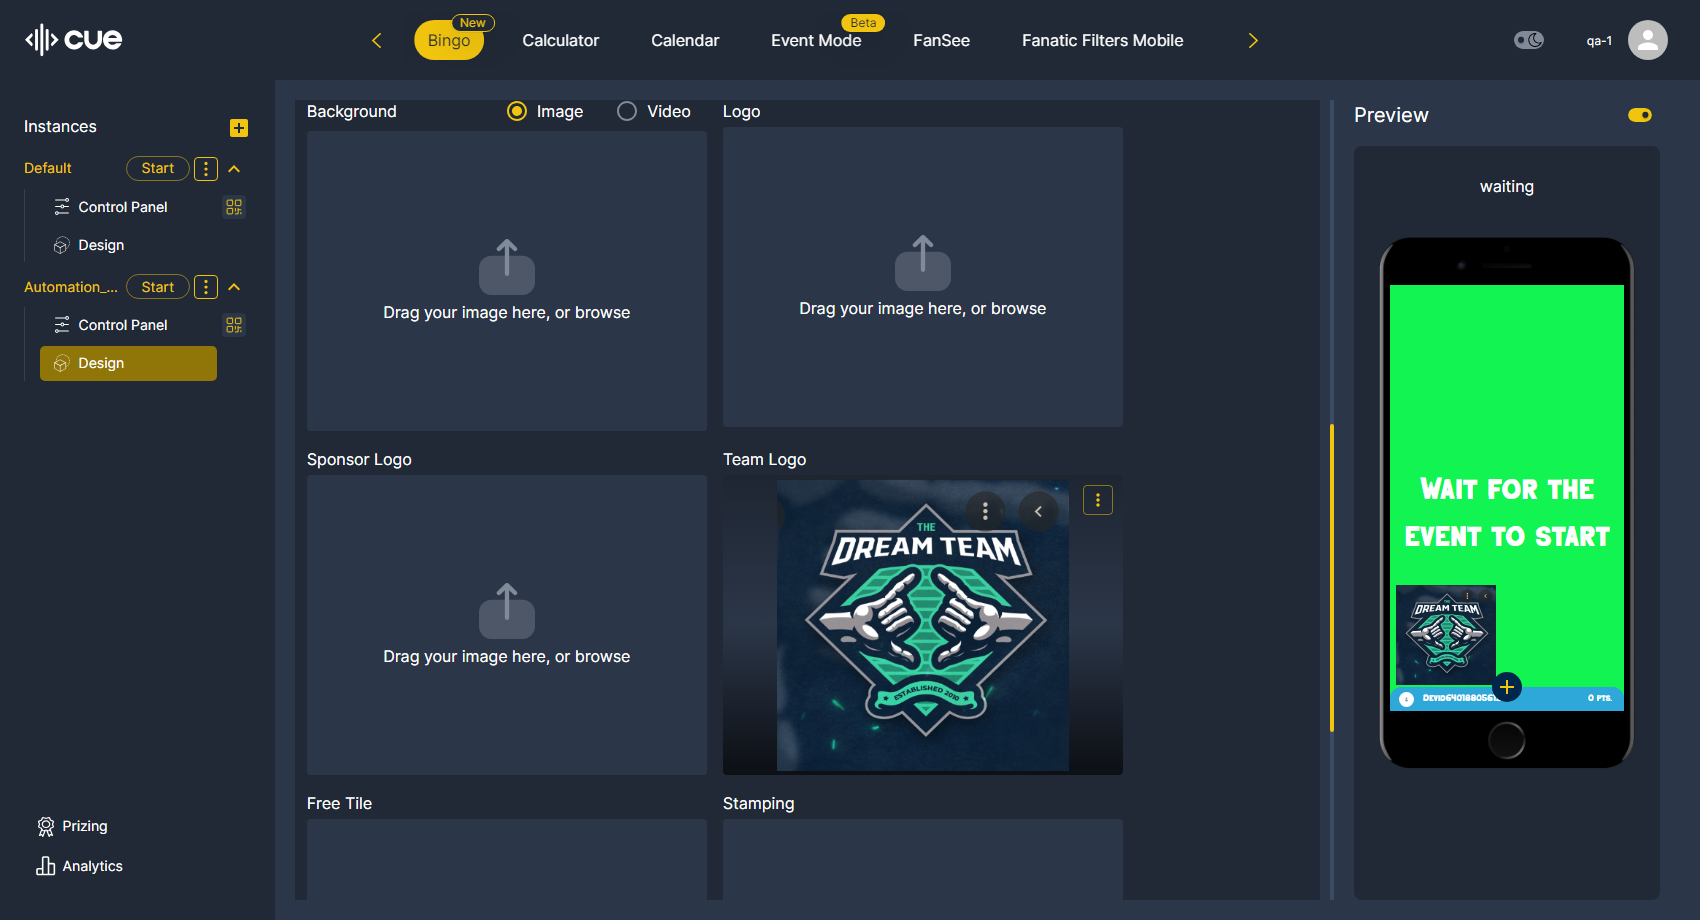 cue
Bingo
New
Calculator
Calendar
Event Mode
Beta
FanSee
Fanatic Filters Mobile
qa-1
Instances
Default
Start
Control Panel
Design
Automation_...
Start
Control Panel
Design
Prizing
Analytics
Background
Image
Video
Logo
Drag your image here, or browse
Drag your image here, or browse
Sponsor Logo
Team Logo
Drag your image here, or browse
THE
DREAM TEAM
ESTABLISHED 2010
Free Tile
Stamping
Preview
waiting
WAIT FOR THE
EVENT TO START
THE
DREAM TEAM
0 PTS.